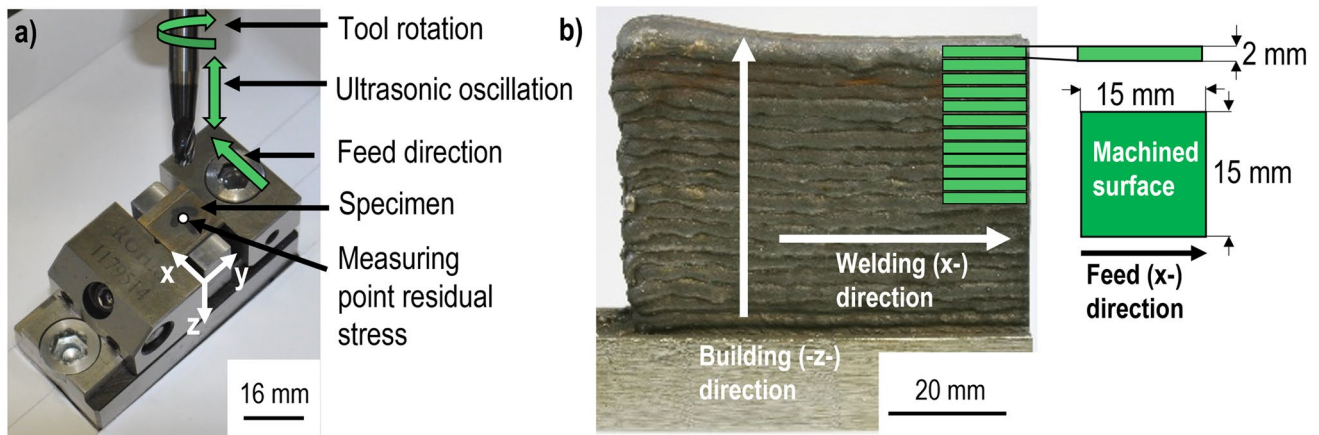 a)
Tool rotation
Ultrasonic oscillation
Feed direction
Specimen
Measuring
point residual
stress
x
y
z
117954
16 mm
b)
2 mm
15 mm
Machined
surface
15 mm
Welding (x-)
direction
Feed (x-)
direction
Building (-z-)
direction
20 mm